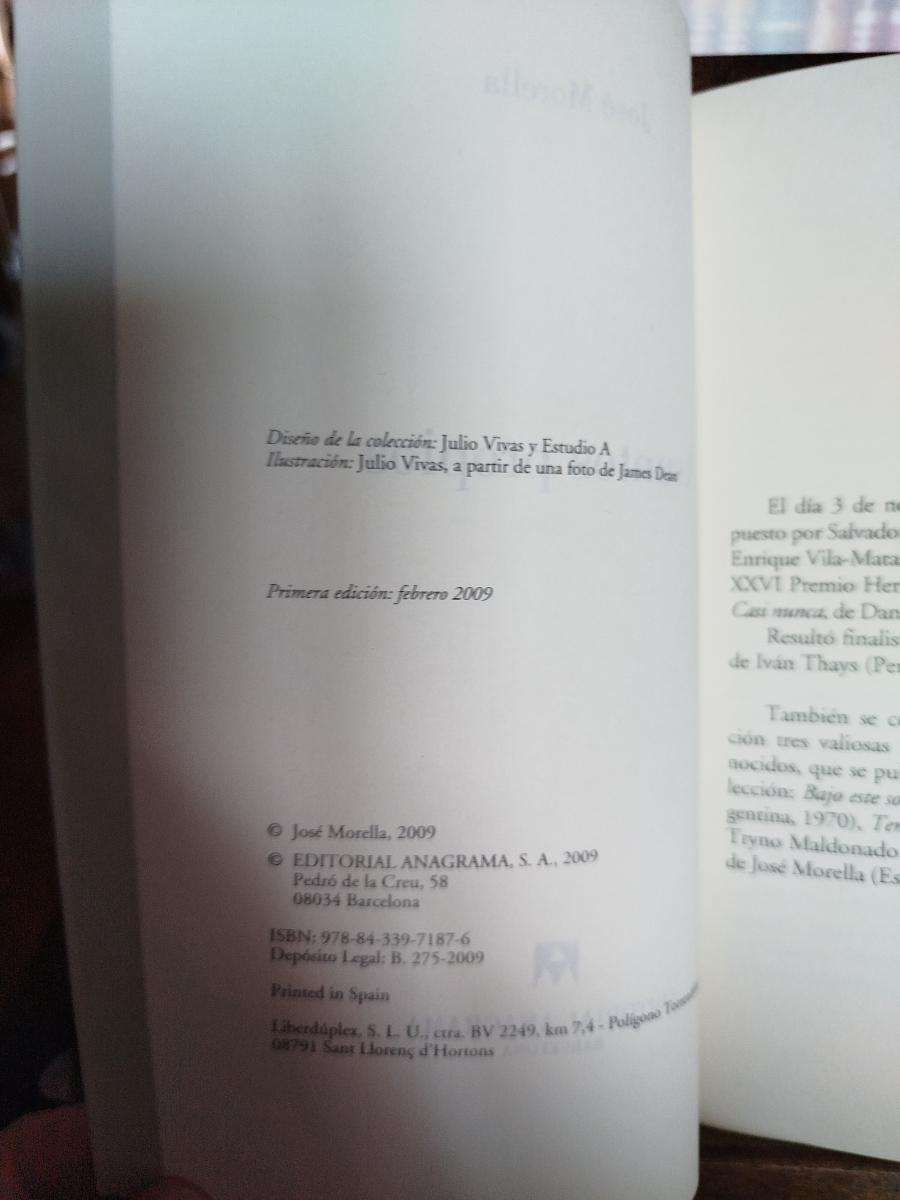 Diseño de la colección: Julio Vivas y Estudio A
Ilustración: Julio Vivas, a partir de una foto de James Dean
Primera edición: febrero 2009
© José Morella, 2009
© EDITORIAL ANAGRAMA, S. A., 2009
Pedró de la Creu, 58
08034 Barcelona
ISBN: 978-84-339-7187-6
Depósito Legal: B. 275-2009
Printed in Spain
Liberdúplex, S. L. U., ctra. BV 2249, km 7,4 - Polígono
08791 Sant Llorenç d'Hortons
El día 3 de
puesto por Salvado
Enrique Vila-Mata
XXVI Premio Her
Casi nunca, de Dan
Resultó finalis
de Iván Thays (Per
También se c
ción tres valiosas
nocidos, que se pu
lección: Bajo este so
gentina, 1970), Te
Tryno Maldonado
de José Morella (Es